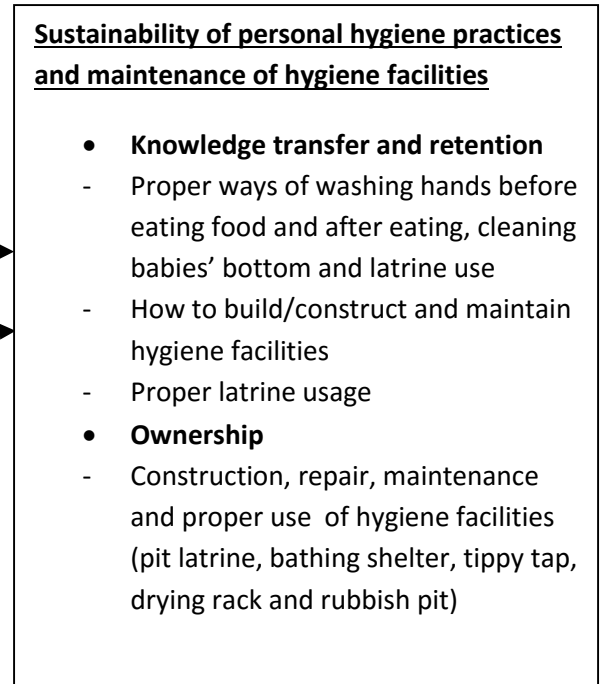 Sustainability of personal hygiene practices
and maintenance of hygiene facilities
• Knowledge transfer and retention
- Proper ways of washing hands before
eating food and after eating, cleaning
babies’ bottom and latrine use
- How to build/construct and maintain
hygiene facilities
- Proper latrine usage
• Ownership
- Construction, repair, maintenance
and proper use of hygiene facilities
(pit latrine, bathing shelter, tippy tap,
drying rack and rubbish pit)